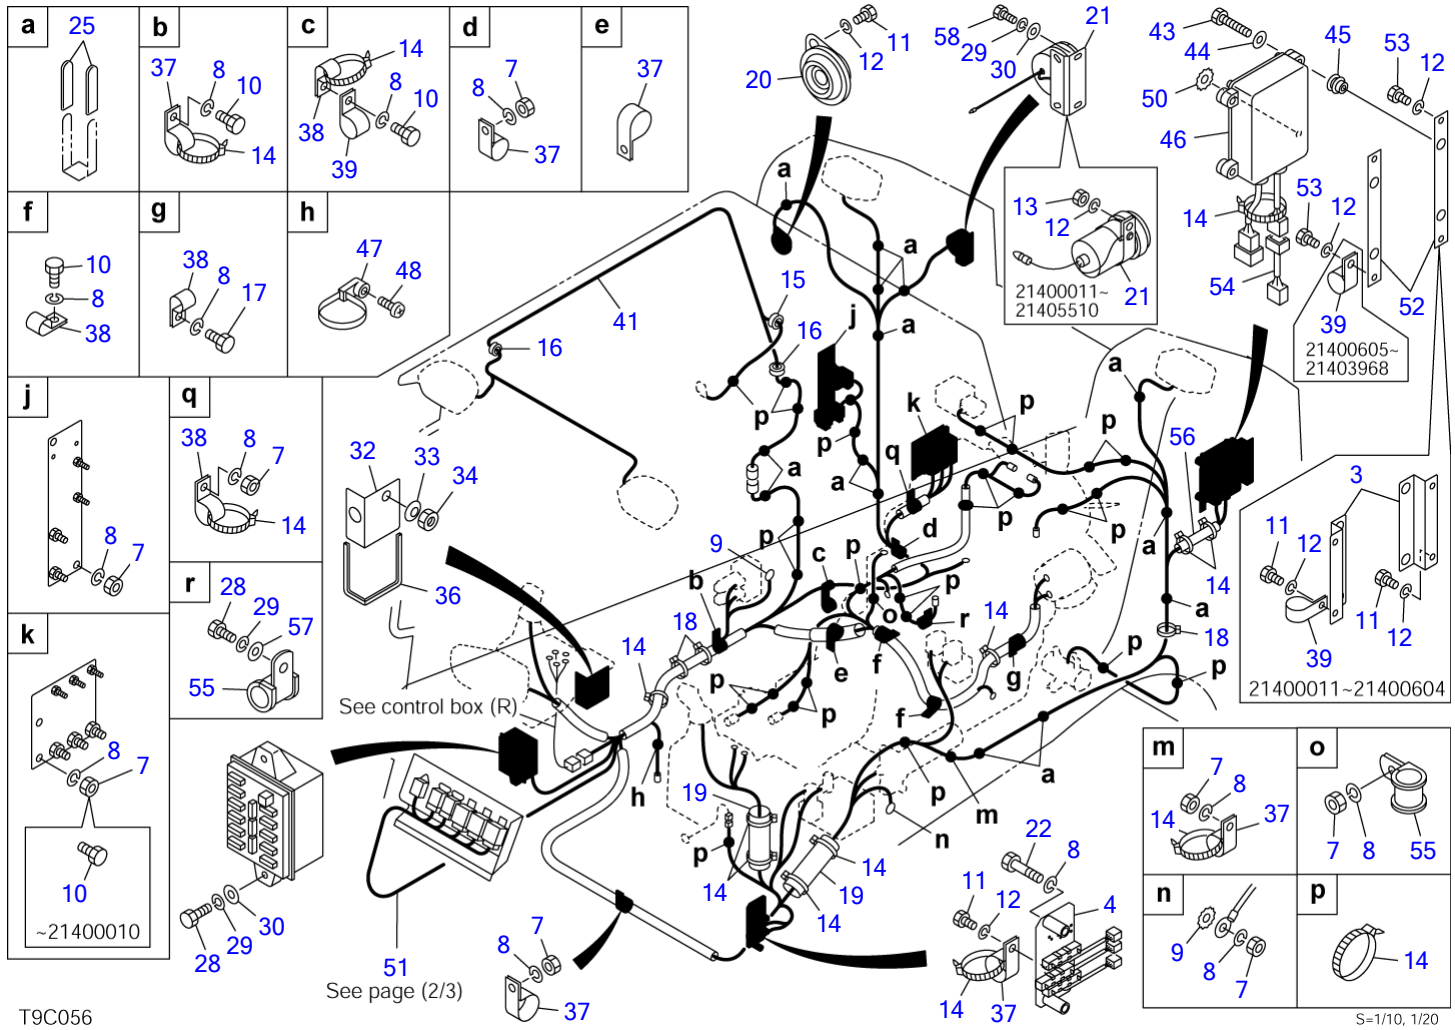 a
25
b
37
8
10
14
c
14
8
10
38
39
d
7
8
37
e
37
f
10
8
38
g
38
8
17
h
47
48
j
8
7
q
38
8
7
14
r
28
29
57
55
k
8
7
10
~21400010
20
11
12
58
29
30
21
13
12
21
21400011~
21405510
43
44
45
53
12
50
46
14
54
53
12
39
52
21400605~
21403968
3
11
12
39
11
12
21400011~21400604
41
16
15
16
32
33
34
36
9
b
18
14
See control box (R)
h
51
See page (2/3)
28
29
30
8
7
37
19
14
14
19
14
p
n
m
a
p
a
a
a
j
p
p
a
a
p
k
q
d
p
p
c
p
o
p
r
e
f
f
g
14
p
p
a
p
p
a
56
14
a
18
p
p
22
8
11
12
4
14
37
m
7
8
14
37
o
7
8
55
n
9
8
7
p
14
T9C056
S=1/10, 1/20